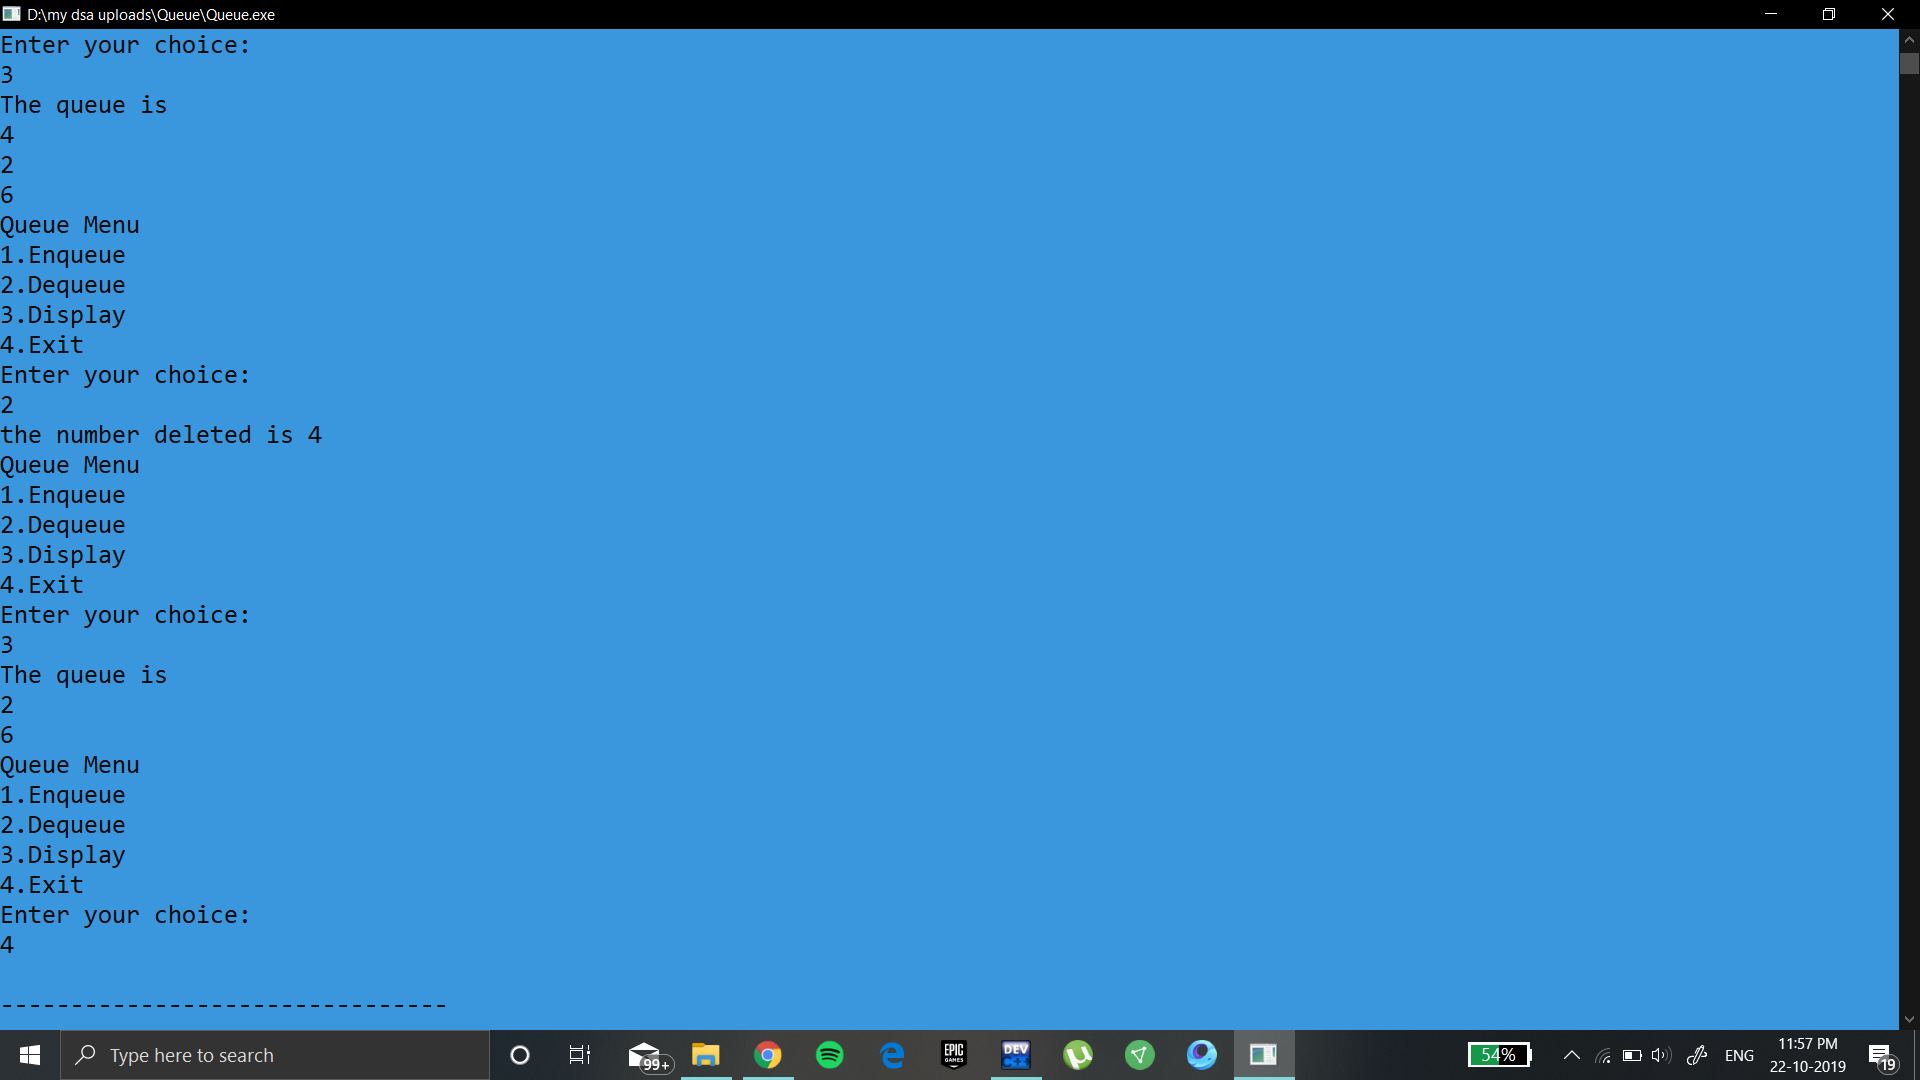 D:\my dsa uploads\Queue\Queue.exe
Enter your choice:
3
The queue is
4
2
6
Queue Menu
1.Enqueue
2.Dequeue
3.Display
4.Exit
Enter your choice:
2
the number deleted is 4
Queue Menu
1.Enqueue
2.Dequeue
3.Display
4.Exit
Enter your choice:
3
The queue is
2
6
Queue Menu
1.Enqueue
2.Dequeue
3.Display
4.Exit
Enter your choice:
4
--------------------------------
Type here to search
99+
EPIC GAMES
DEV C++
54%
ENG
11:57 PM
22-10-2019
19